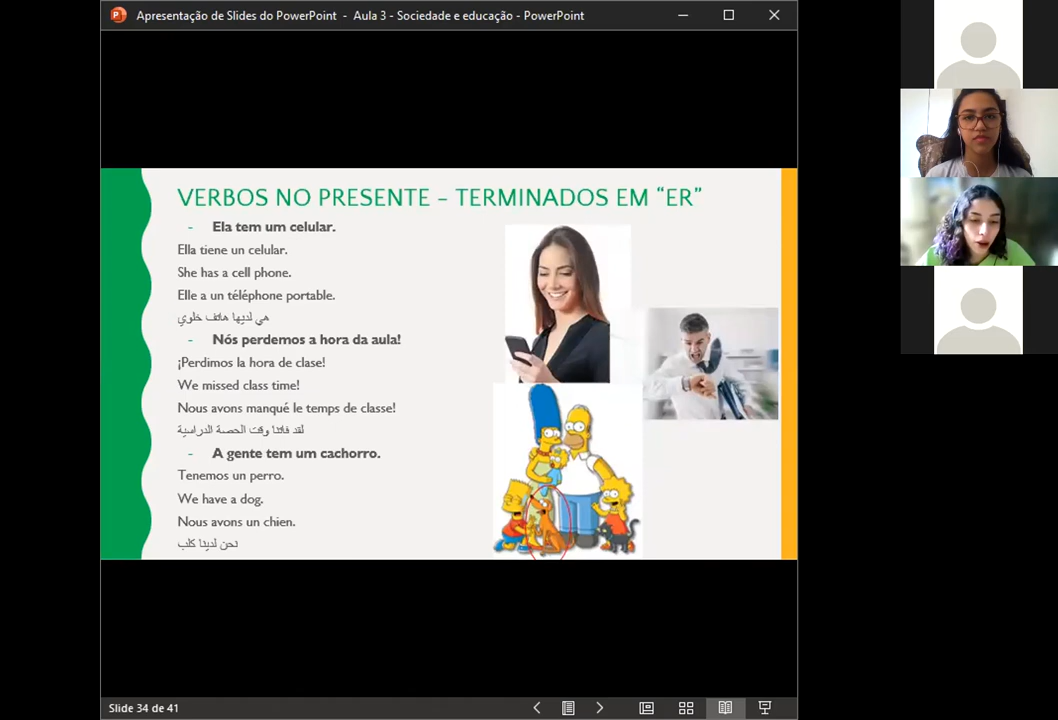 Apresentação de Slides do PowerPoint - Aula 3 - Sociedade e educação - PowerPoint
VERBOS NO PRESENTE – TERMINADOS EM “ER”
- Ela tem um celular.
Ella tiene un celular.
She has a cell phone.
Elle a un téléphone portable.
هي لديها هاتف خلوي
- Nós perdemos a hora da aula!
¡Perdimos la hora de clase!
We missed class time!
Nous avons manqué le temps de classe!
لقد فاتنا وقت الحصة الدراسية
- A gente tem um cachorro.
Tenemos un perro.
We have a dog.
Nous avons un chien.
نحن لدينا كلب
Slide 34 de 41